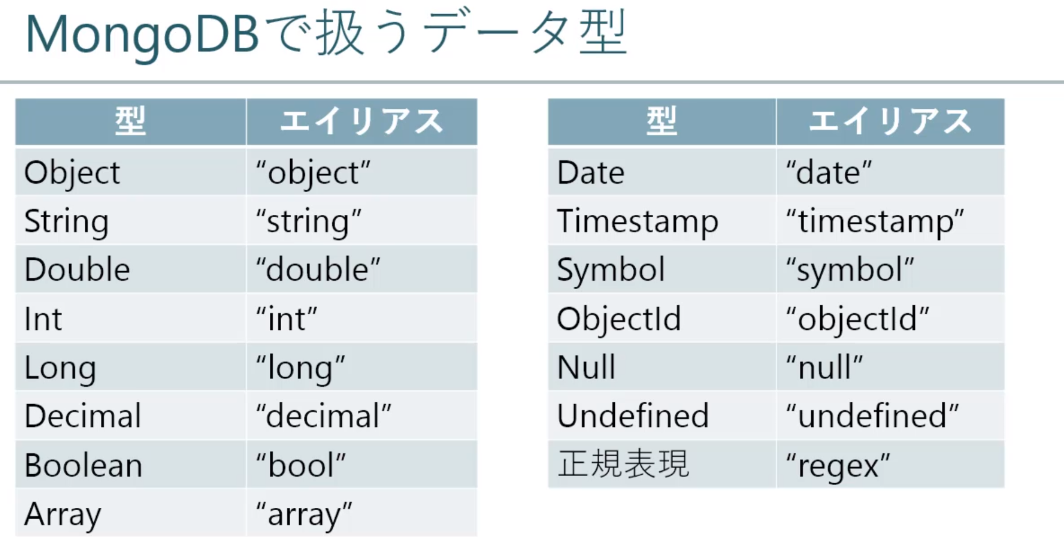 MongoDBで扱うデータ型
型 エイリアス
Object “object”
String “string”
Double “double”
Int “int”
Long “long”
Decimal “decimal”
Boolean “bool”
Array “array”
型 エイリアス
Date “date”
Timestamp “timestamp”
Symbol “symbol”
ObjectId “objectId”
Null “null”
Undefined “undefined”
正規表現 “regex”